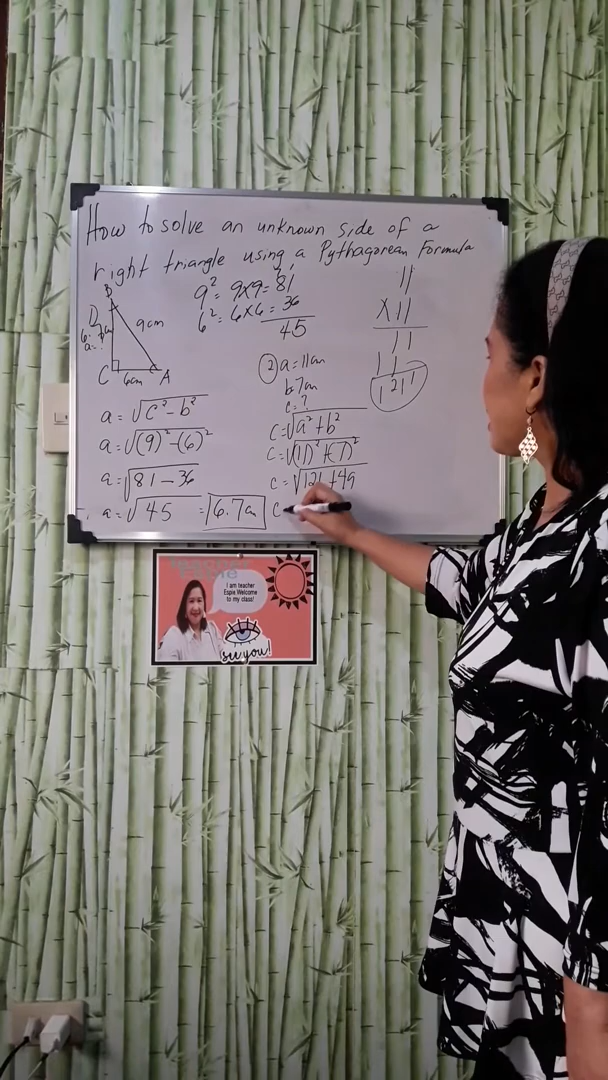 How to solve an unknown side of a
right triangle using a Pythagorean Formula
B
9cm
a=?
C 6cm A
9² = 9x9 = 81
6² = 6x6 = 36
45
11
X 11
11
11
121
a = √c² - b²
a = √(9)² - (6)²
a = √81 - 36
a = √45 = 6.7cm
② a = 11cm
b = 7cm
c = ?
c = √a² + b²
c = √(11)² + (7)²
c = √121 + 49
c =
I am teacher
Espie. Welcome
to my class!
see you!